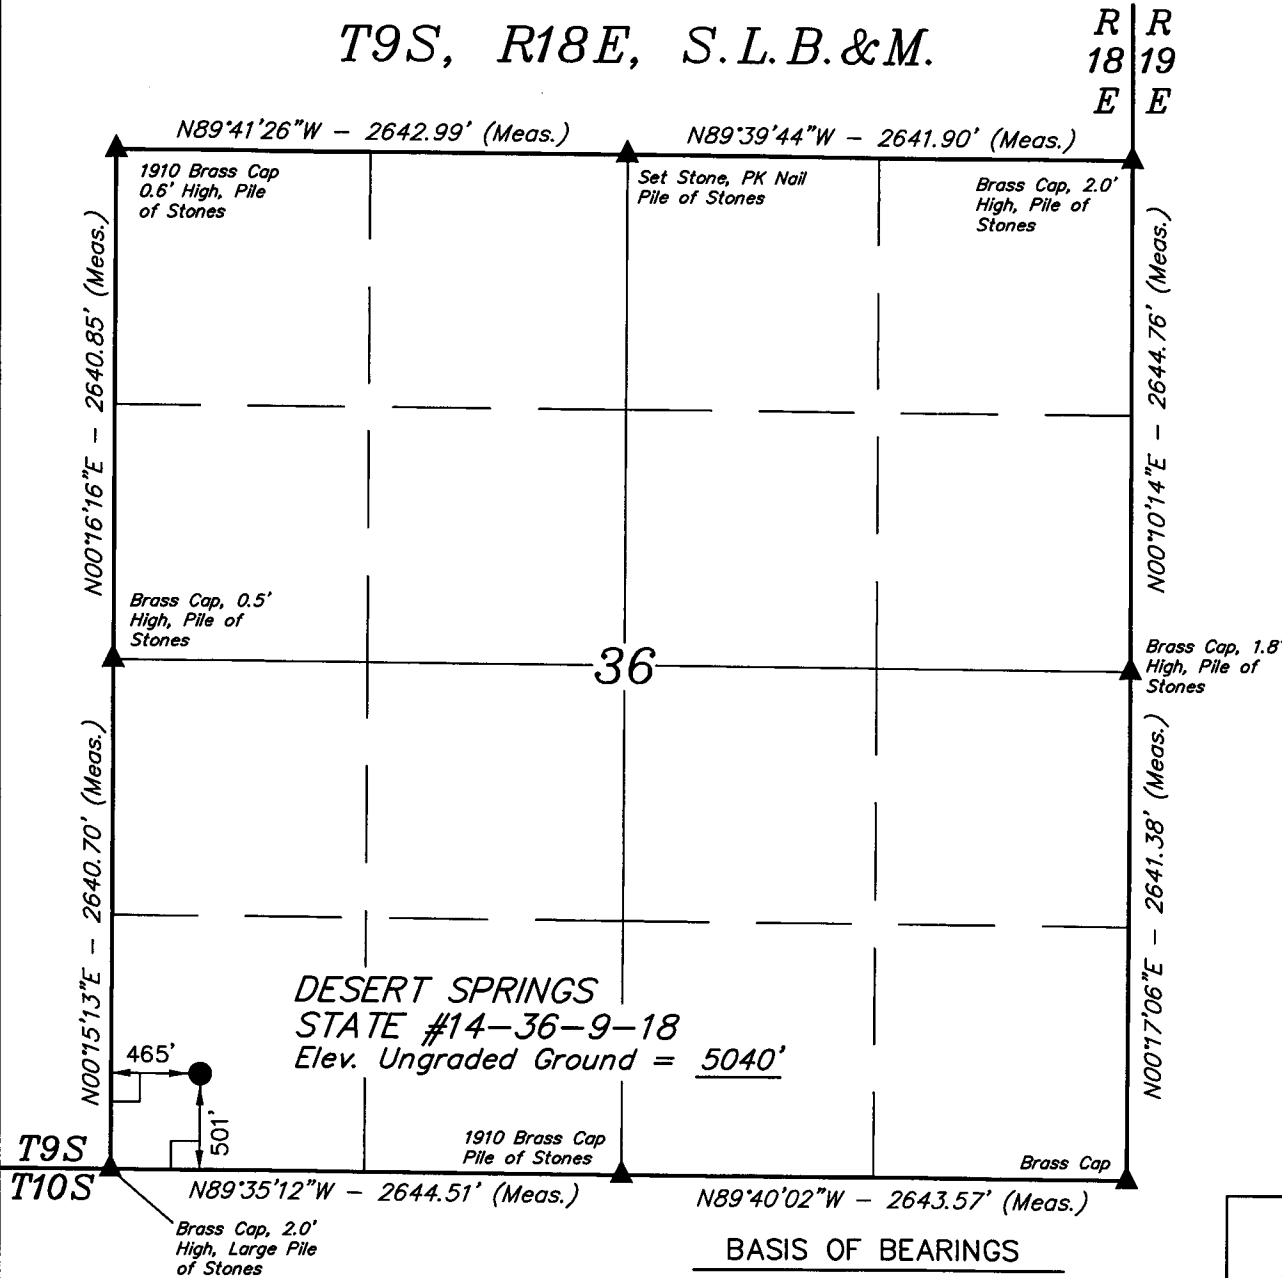 T9S, R18E, S.L.B.&M.
R R
18 19
E E
N89°41'26"W - 2642.99' (Meas.)
N89°39'44"W - 2641.90' (Meas.)
1910 Brass Cap
0.6' High, Pile
of Stones
Set Stone, PK Nail
Pile of Stones
Brass Cap, 2.0'
High, Pile of
Stones
N00°16'16"E - 2640.85' (Meas.)
N00°10'14"E - 2644.76' (Meas.)
Brass Cap, 0.5'
High, Pile of
Stones
36
Brass Cap, 1.8'
High, Pile of
Stones
N00°15'13"E - 2640.70' (Meas.)
N00°17'06"E - 2641.38' (Meas.)
DESERT SPRINGS
STATE #14-36-9-18
Elev. Ungraded Ground = 5040'
465'
501'
T9S
T10S
1910 Brass Cap
Pile of Stones
Brass Cap
N89°35'12"W - 2644.51' (Meas.)
N89°40'02"W - 2643.57' (Meas.)
Brass Cap, 2.0'
High, Large Pile
of Stones
BASIS OF BEARINGS